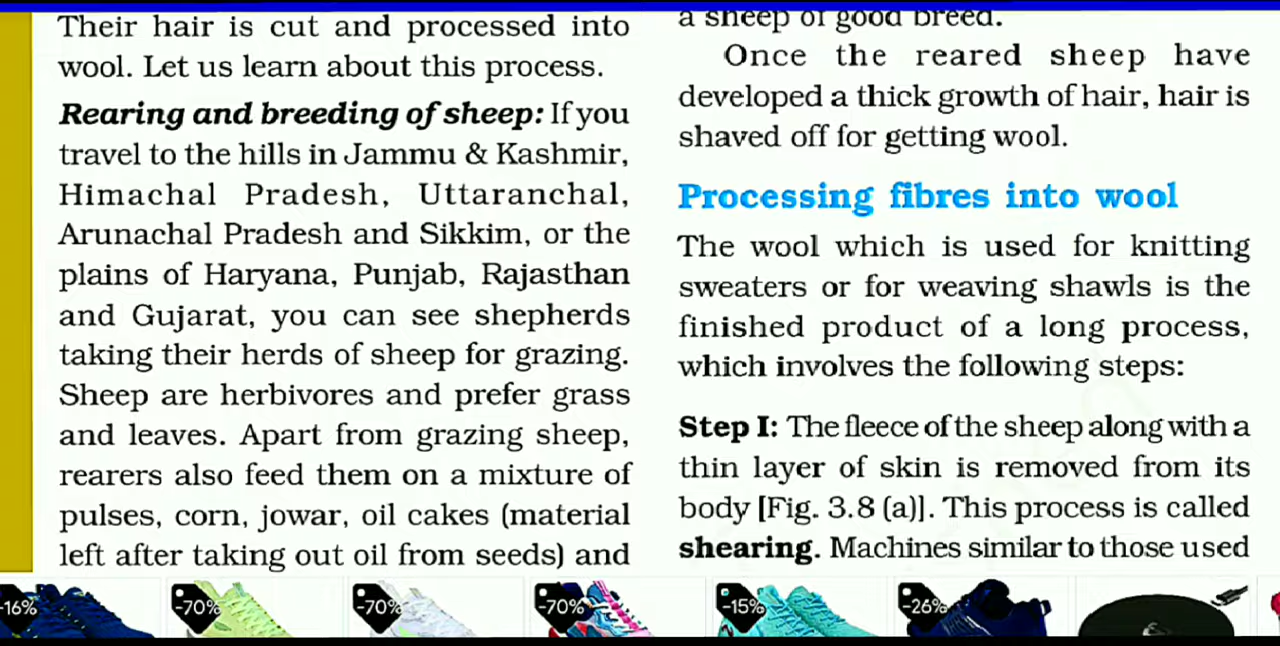 Their hair is cut and processed into
wool. Let us learn about this process.
Rearing and breeding of sheep: If you
travel to the hills in Jammu & Kashmir,
Himachal Pradesh, Uttaranchal,
Arunachal Pradesh and Sikkim, or the
plains of Haryana, Punjab, Rajasthan
and Gujarat, you can see shepherds
taking their herds of sheep for grazing.
Sheep are herbivores and prefer grass
and leaves. Apart from grazing sheep,
rearers also feed them on a mixture of
pulses, corn, jowar, oil cakes (material
left after taking out oil from seeds) and
a sheep of good breed.
Once the reared sheep have
developed a thick growth of hair, hair is
shaved off for getting wool.
Processing fibres into wool
The wool which is used for knitting
sweaters or for weaving shawls is the
finished product of a long process,
which involves the following steps:
Step I: The fleece of the sheep along with a
thin layer of skin is removed from its
body [Fig. 3.8 (a)]. This process is called
shearing. Machines similar to those used
-16%
-70%
-70%
-70%
-15%
-26%